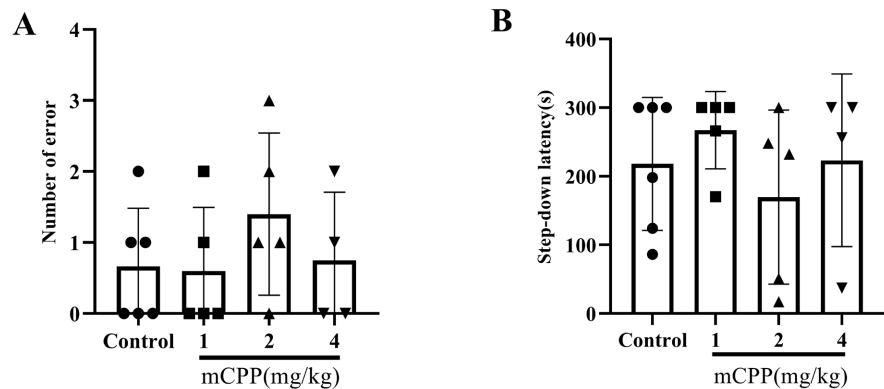 A
Number of error
4
3
2
1
0
Control 1 2 4
mCPP(mg/kg)
B
Step-down latency(s)
400
300
200
100
0
Control 1 2 4
mCPP(mg/kg)